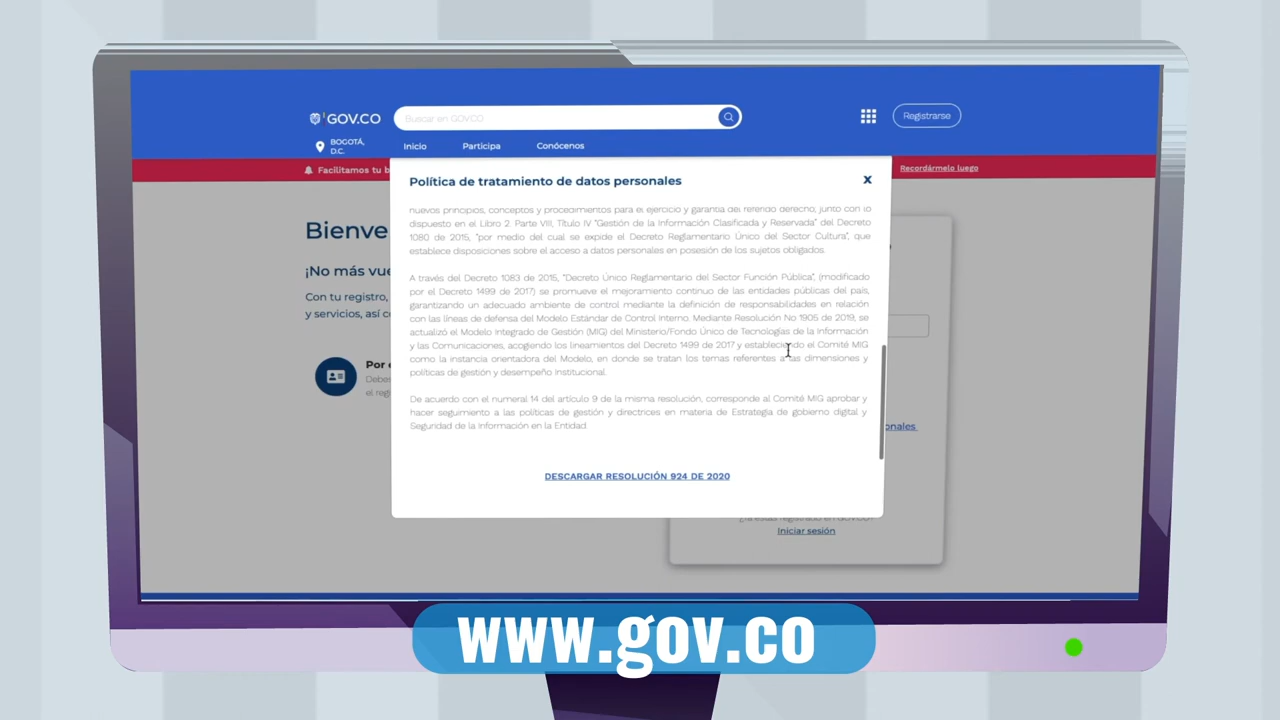 GOV.CO
Buscar en GOV.CO
Registrarse
BOGOTÁ,
D.C.
Inicio
Participa
Conócenos
Facilitamos tu b
Recordármelo luego
Política de tratamiento de datos personales
X
nuevos principios, conceptos y procedimientos para el ejercicio y garantía del referido derecho, junto con lo
dispuesto en el Libro 2. Parte VIII, Título IV "Gestión de la Información Clasificada y Reservada" del Decreto
1080 de 2015, "por medio del cual se expide el Decreto Reglamentario Único del Sector Cultura", que
establece disposiciones sobre el acceso a datos personales en posesión de los sujetos obligados.
A través del Decreto 1083 de 2015, "Decreto Único Reglamentario del Sector Función Pública", (modificado
por el Decreto 1499 de 2017) se promueve el mejoramiento continuo de las entidades públicas del país,
garantizando un adecuado ambiente de control mediante la definición de responsabilidades en relación
con las líneas de defensa del Modelo Estándar de Control Interno. Mediante Resolución No 1905 de 2019, se
actualizó el Modelo Integrado de Gestión (MIG) del Ministerio/Fondo Único de Tecnologías de la Información
y las Comunicaciones, acogiendo los lineamientos del Decreto 1499 de 2017 y estableciendo el Comité MIG
como la instancia orientadora del Modelo, en donde se tratan los temas referentes a las dimensiones y
políticas de gestión y desempeño Institucional.
De acuerdo con el numeral 14 del artículo 9 de la misma resolución, corresponde al Comité MIG aprobar y
hacer seguimiento a las políticas de gestión y directrices en materia de Estrategia de gobierno digital y
Seguridad de la Información en la Entidad.
DESCARGAR RESOLUCIÓN 924 DE 2020
Bienve
¡No más vue
Con tu registro,
y servicios, así c
Por e
Debes
el regi
onales
¿Ya estás registrado en GOV.CO?
Iniciar sesión
www.gov.co